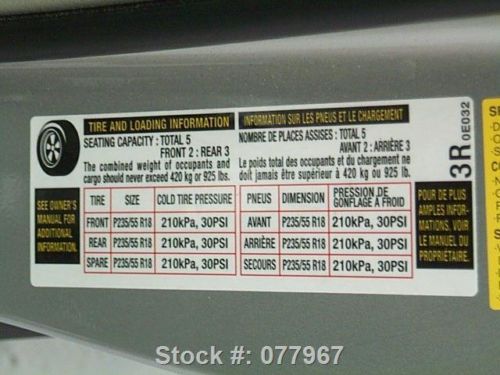 TIRE AND LOADING INFORMATION
SEATING CAPACITY : TOTAL 5
FRONT 2 : REAR 3
The combined weight of occupants and
cargo should never exceed 420 kg or 925 lbs.
SEE OWNER'S
MANUAL FOR
ADDITIONAL
INFORMATION
TIRE SIZE COLD TIRE PRESSURE
FRONT P235/55 R18 210kPa, 30PSI
REAR P235/55 R18 210kPa, 30PSI
SPARE P235/55 R18 210kPa, 30PSI
INFORMATION SUR LES PNEUS ET LE CHARGEMENT
NOMBRE DE PLACES ASSISES : TOTAL 5
AVANT 2 : ARRIÈRE 3
Le poids total des occupants et du chargement ne
doit jamais être supérieur à 420 kg ou 925 lb.
PNEUS DIMENSION PRESSION DE
GONFLAGE A FROID
AVANT P235/55 R18 210kPa, 30PSI
ARRIÈRE P235/55 R18 210kPa, 30PSI
SECOURS P235/55 R18 210kPa, 30PSI
POUR DE PLUS
AMPLES INFOR-
MATIONS, VOIR
LE MANUEL DU
PROPRIÉTAIRE
3R 0E032
Stock #: 077967